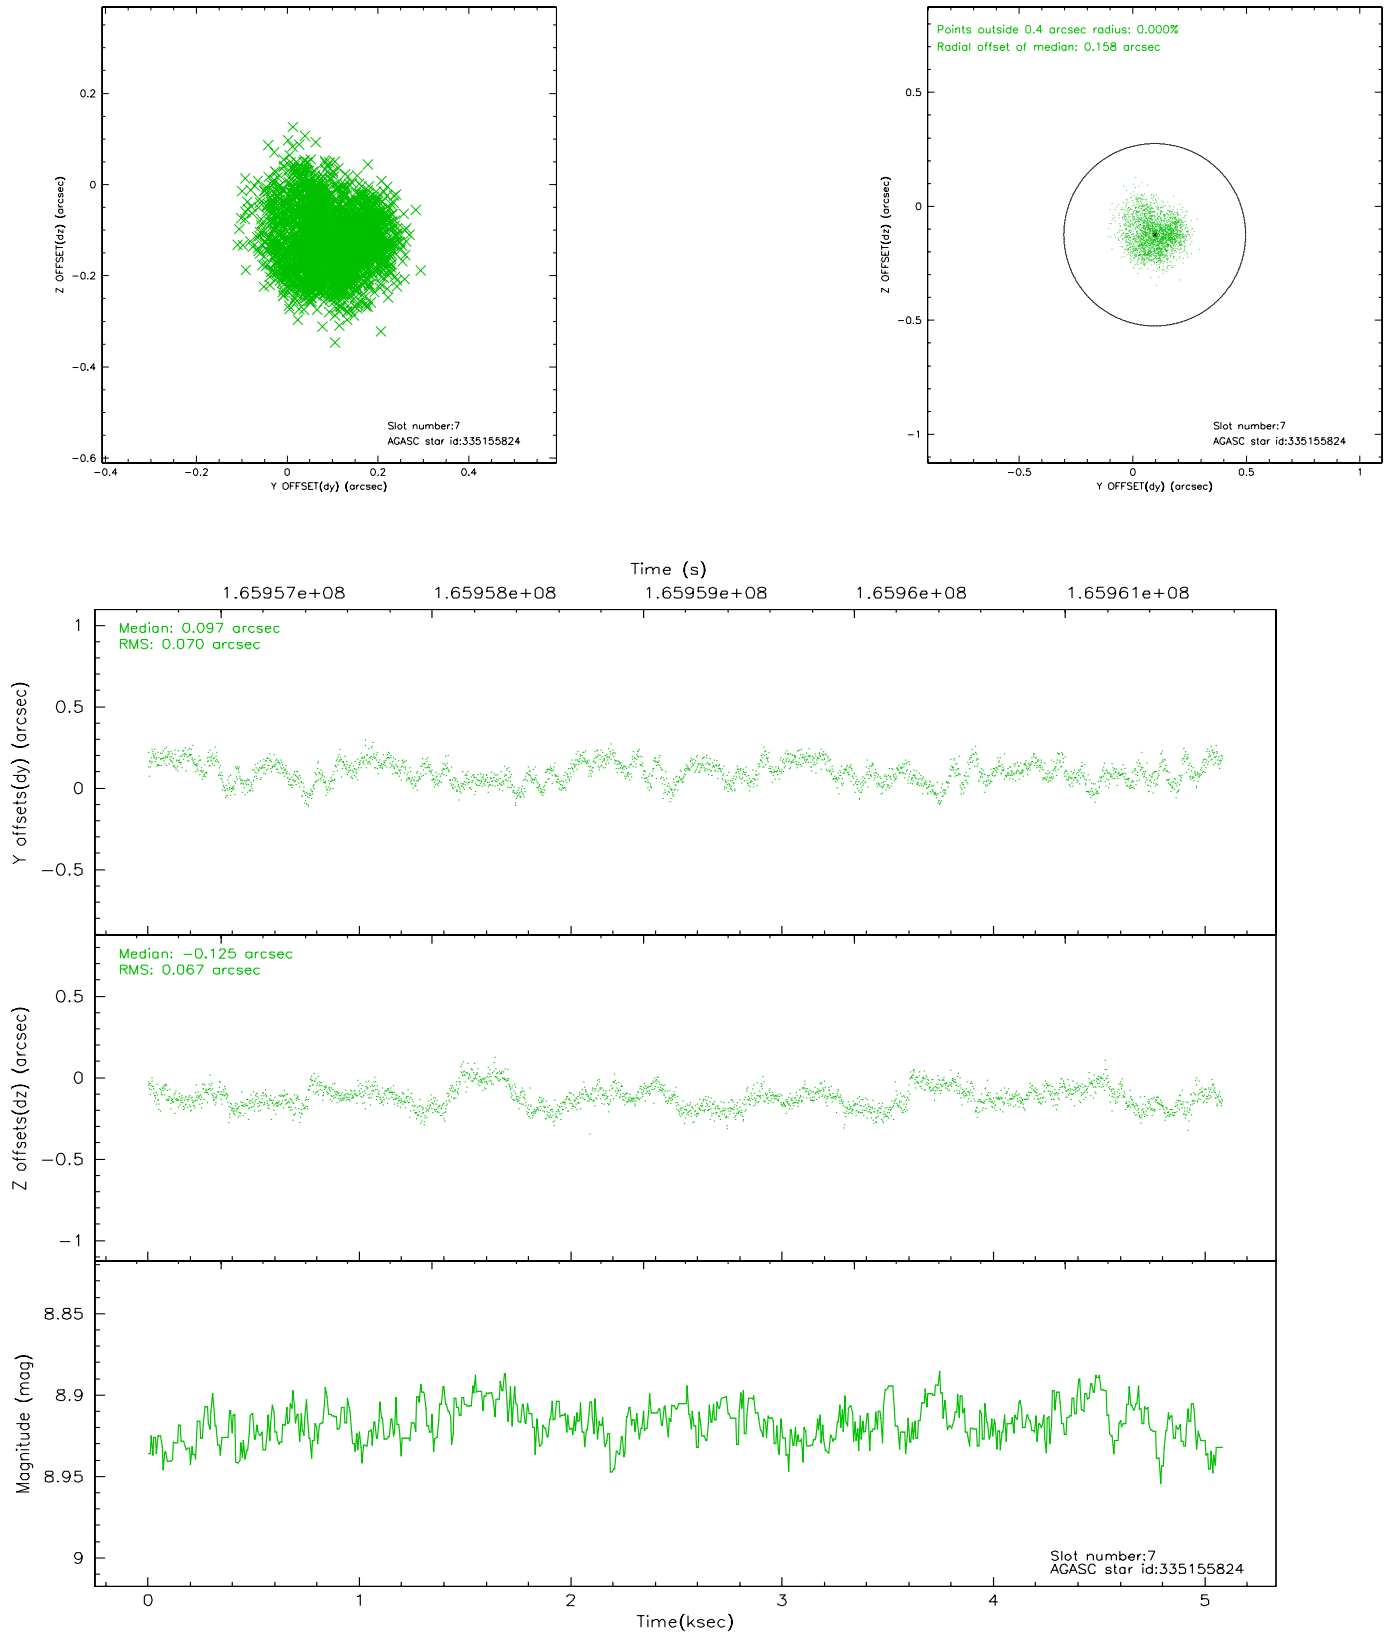 0.2
0
−0.2
−0.4
−0.6
Z OFFSET(dz) (arcsec)
Slot number:7
AGASC star id:335155824
−0.4
−0.2
0
0.2
0.4
Y OFFSET(dy) (arcsec)
Points outside 0.4 arcsec radius: 0.000%
Radial offset of median: 0.158 arcsec
0.5
0
−0.5
−1
Z OFFSET(dz) (arcsec)
Slot number:7
AGASC star id:335155824
−0.5
0
0.5
1
Y OFFSET(dy) (arcsec)
Time (s)
1.65957e+08
1.65958e+08
1.65959e+08
1.6596e+08
1.65961e+08
Median: 0.097 arcsec
RMS: 0.070 arcsec
1
0.5
0
−0.5
Y offsets(dy) (arcsec)
Median: −0.125 arcsec
RMS: 0.067 arcsec
0.5
0
−0.5
−1
Z offsets(dz) (arcsec)
8.85
8.9
8.95
9
Magnitude (mag)
Slot number:7
AGASC star id:335155824
0
1
2
3
4
5
Time(ksec)